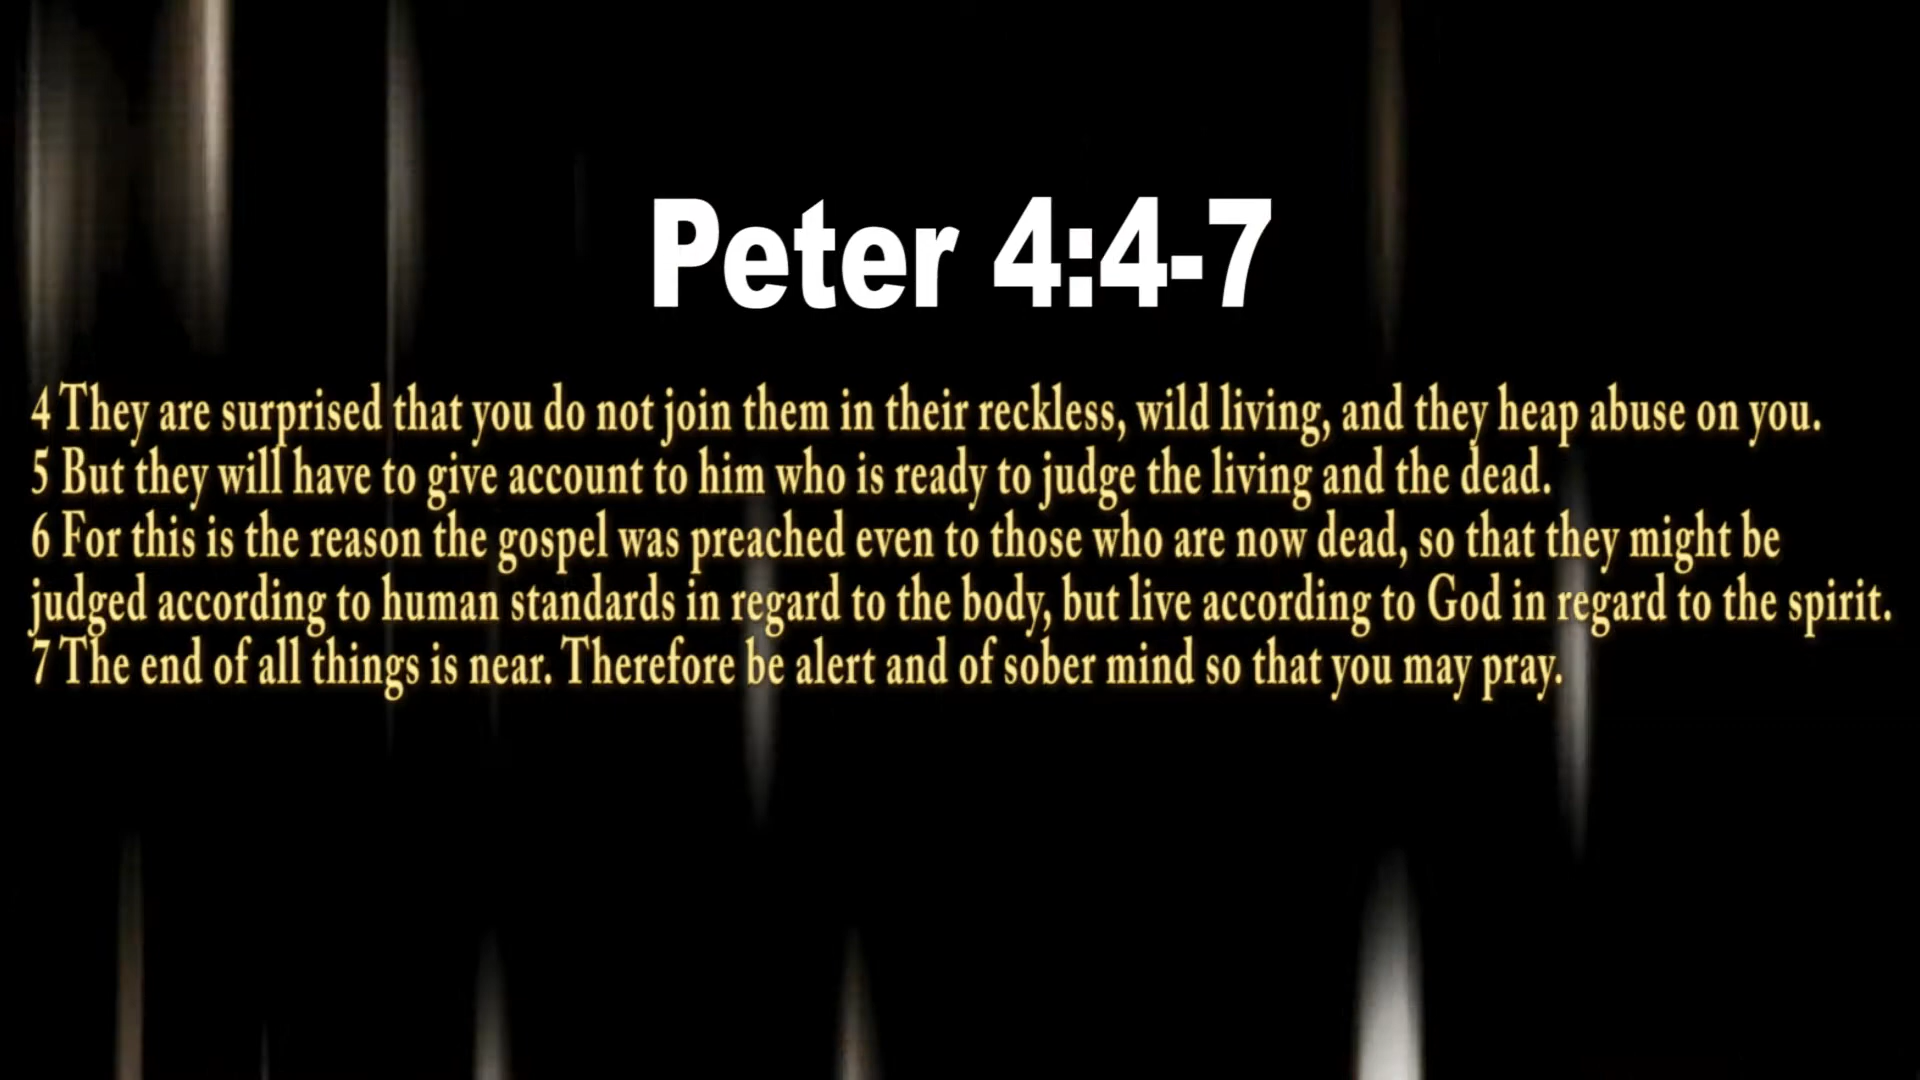 Peter 4:4-7
4 They are surprised that you do not join them in their reckless, wild living, and they heap abuse on you.
5 But they will have to give account to him who is ready to judge the living and the dead.
6 For this is the reason the gospel was preached even to those who are now dead, so that they might be
judged according to human standards in regard to the body, but live according to God in regard to the spirit.
7 The end of all things is near. Therefore be alert and of sober mind so that you may pray.